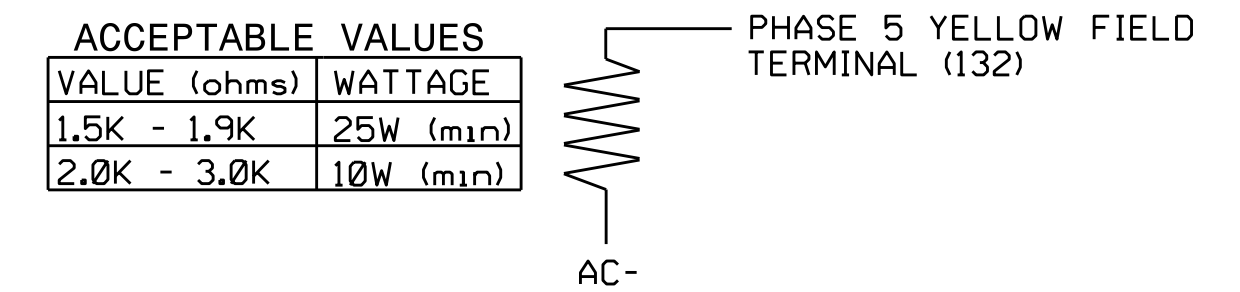 ACCEPTABLE VALUES
VALUE (ohms) WATTAGE
1.5K - 1.9K 25W (min)
2.0K - 3.0K 10W (min)
PHASE 5 YELLOW FIELD
TERMINAL (132)
AC-